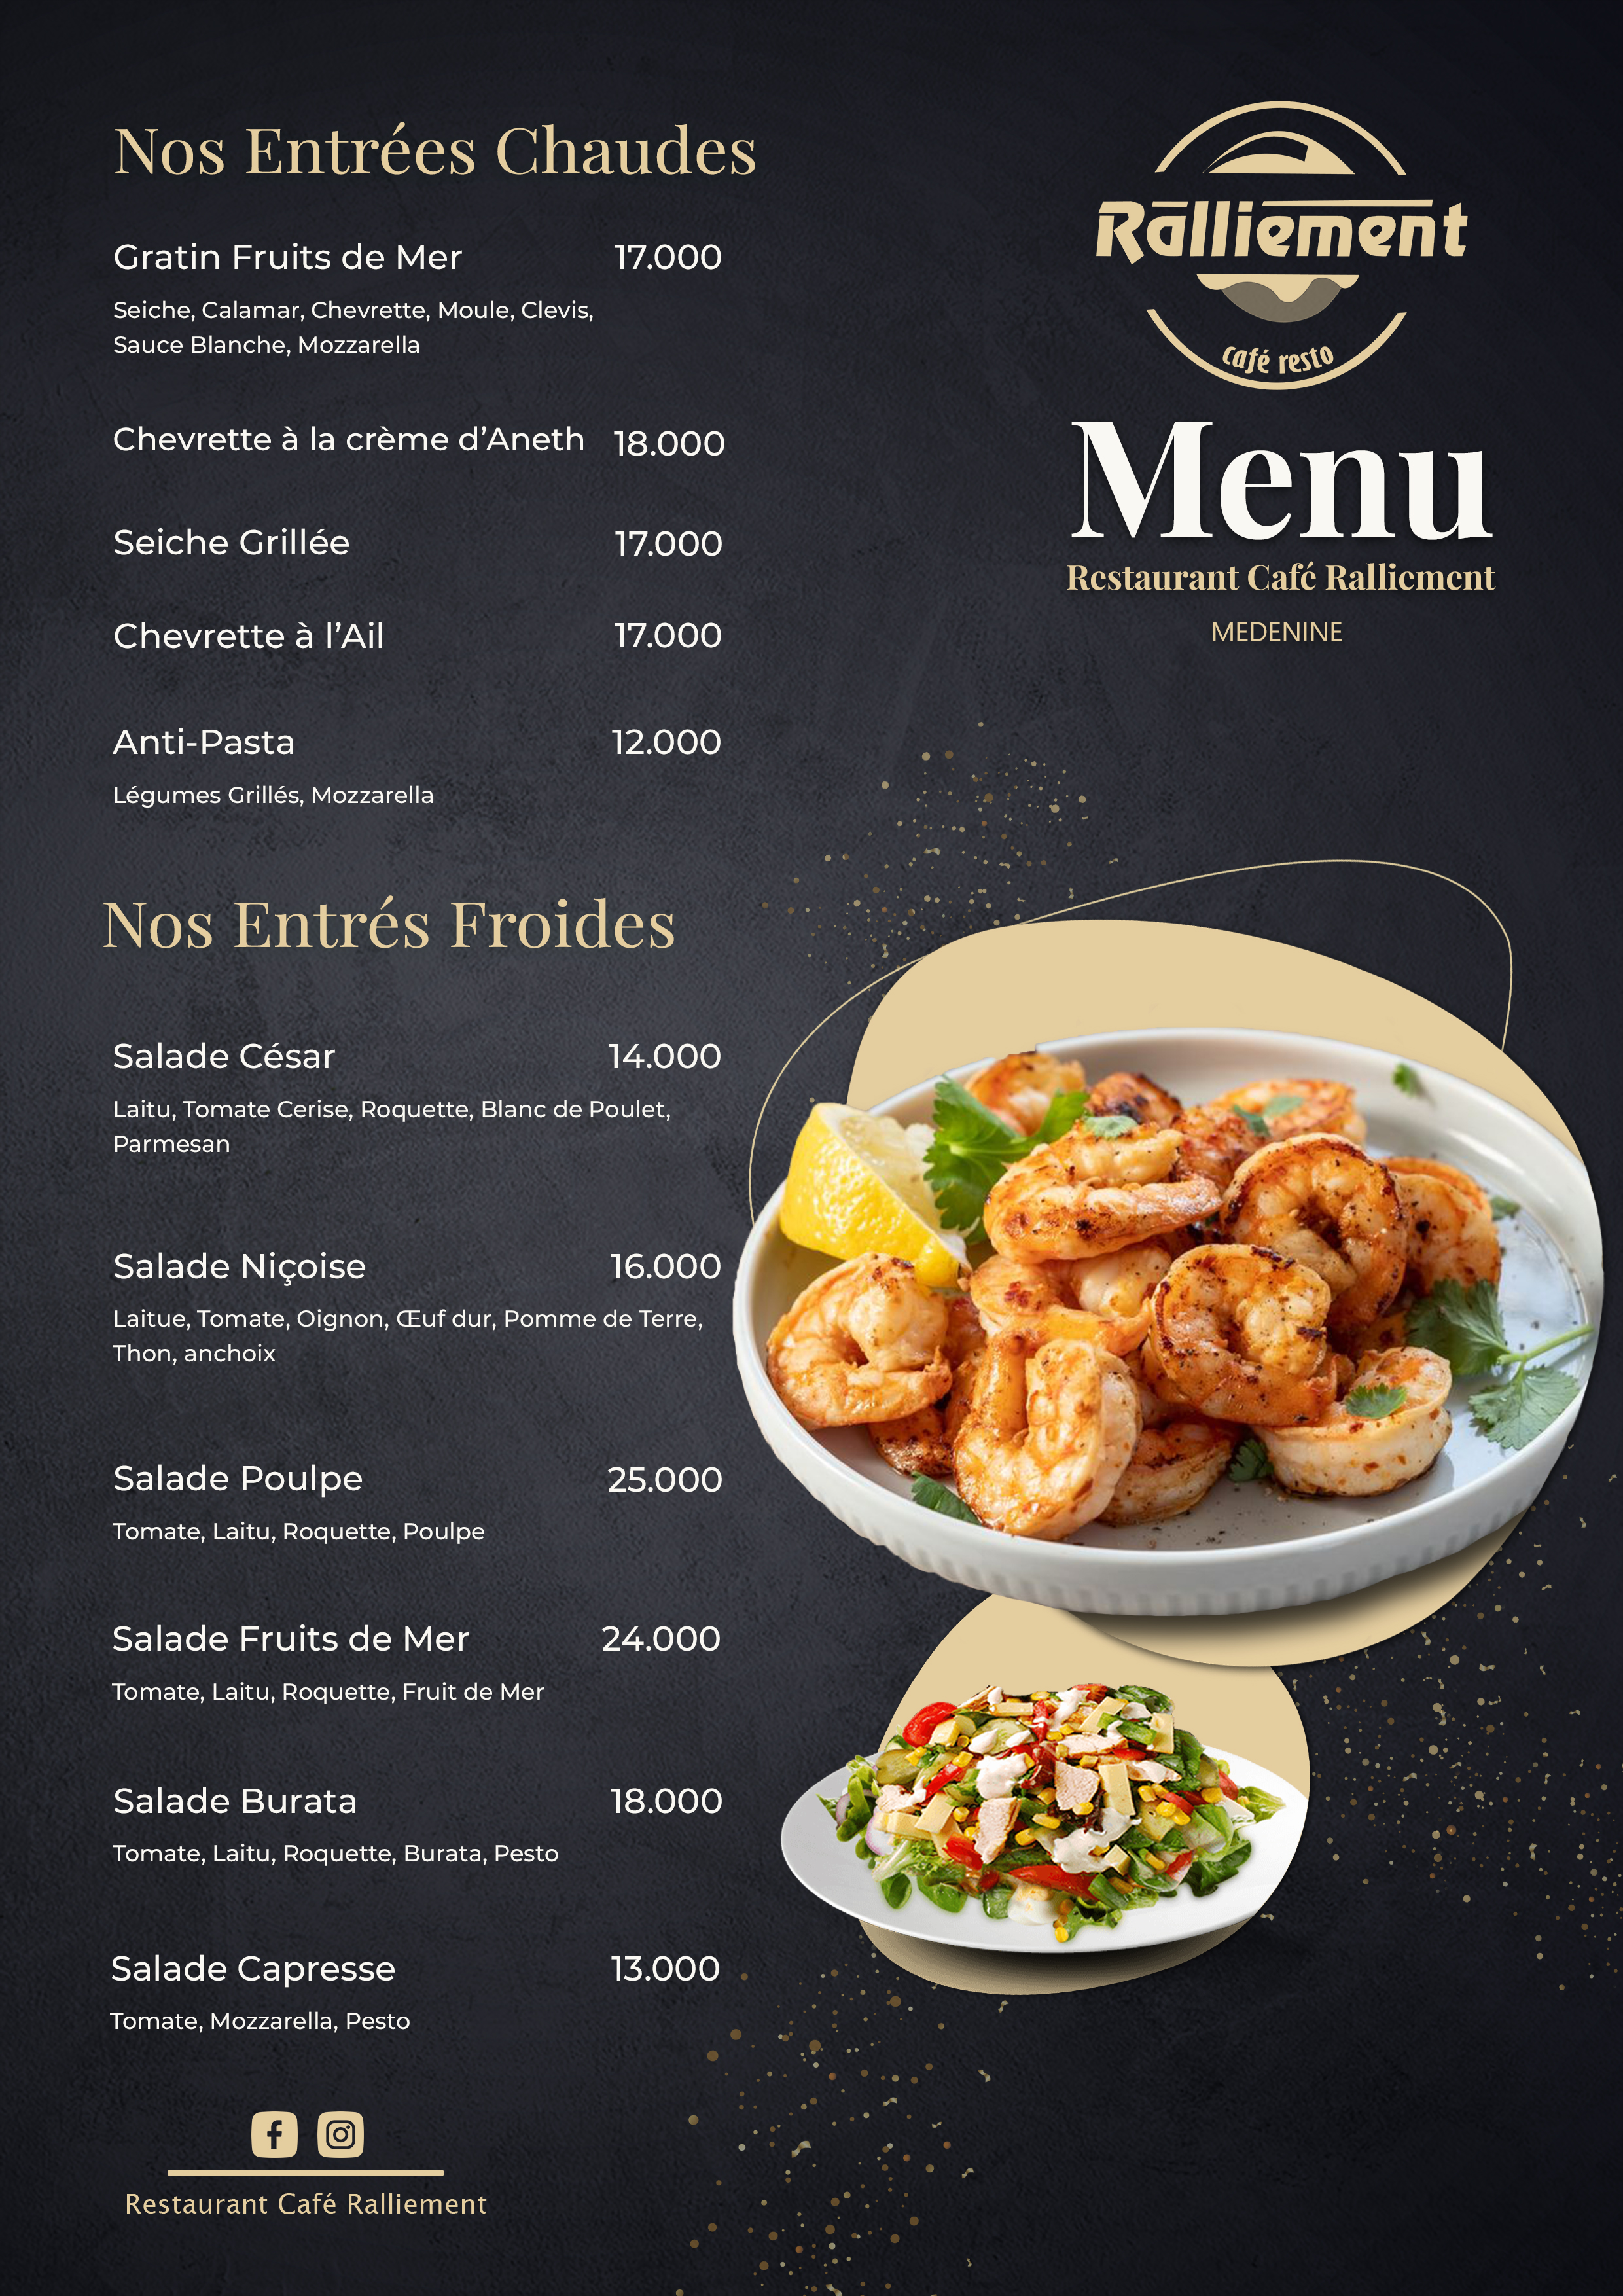 Nos Entrées Chaudes
Gratin Fruits de Mer 17.000
Seiche, Calamar, Chevrette, Moule, Clevis,
Sauce Blanche, Mozzarella
Chevrette à la crème d’Aneth 18.000
Seiche Grillée 17.000
Chevrette à l’Ail 17.000
Anti-Pasta 12.000
Légumes Grillés, Mozzarella
Nos Entrés Froides
Salade César 14.000
Laitu, Tomate Cerise, Roquette, Blanc de Poulet,
Parmesan
Salade Niçoise 16.000
Laitue, Tomate, Oignon, Œuf dur, Pomme de Terre,
Thon, anchoix
Salade Poulpe 25.000
Tomate, Laitu, Roquette, Poulpe
Salade Fruits de Mer 24.000
Tomate, Laitu, Roquette, Fruit de Mer
Salade Burata 18.000
Tomate, Laitu, Roquette, Burata, Pesto
Salade Capresse 13.000
Tomate, Mozzarella, Pesto
Restaurant Café Ralliement
Ralliement
café resto
Menu
Restaurant Café Ralliement
MEDENINE